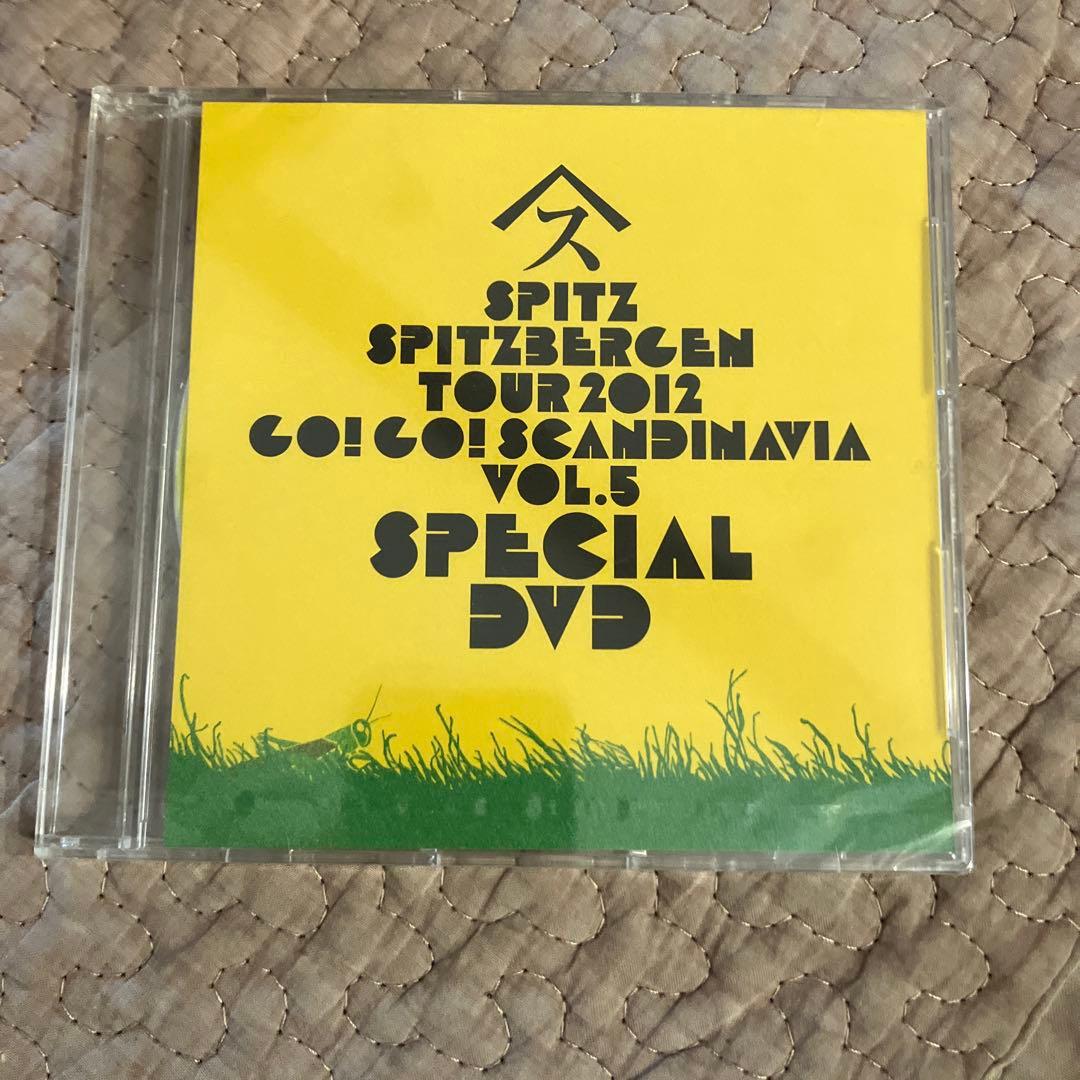 ス
SPITZ
SPITZBERGEN
TOUR 2012
GO! GO! SCANDINAVIA
VOL.5
SPECIAL
DVD